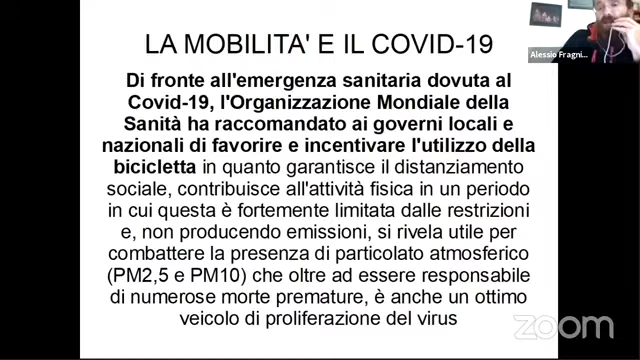 LA MOBILITA' E IL COVID-19
Alessio Fragni...
Di fronte all'emergenza sanitaria dovuta al
Covid-19, l'Organizzazione Mondiale della
Sanità ha raccomandato ai governi locali e
nazionali di favorire e incentivare l'utilizzo della
bicicletta in quanto garantisce il distanziamento
sociale, contribuisce all'attività fisica in un periodo
in cui questa è fortemente limitata dalle restrizioni
e, non producendo emissioni, si rivela utile per
combattere la presenza di particolato atmosferico
(PM2,5 e PM10) che oltre ad essere responsabile
di numerose morte premature, è anche un ottimo
veicolo di proliferazione del virus
zoom